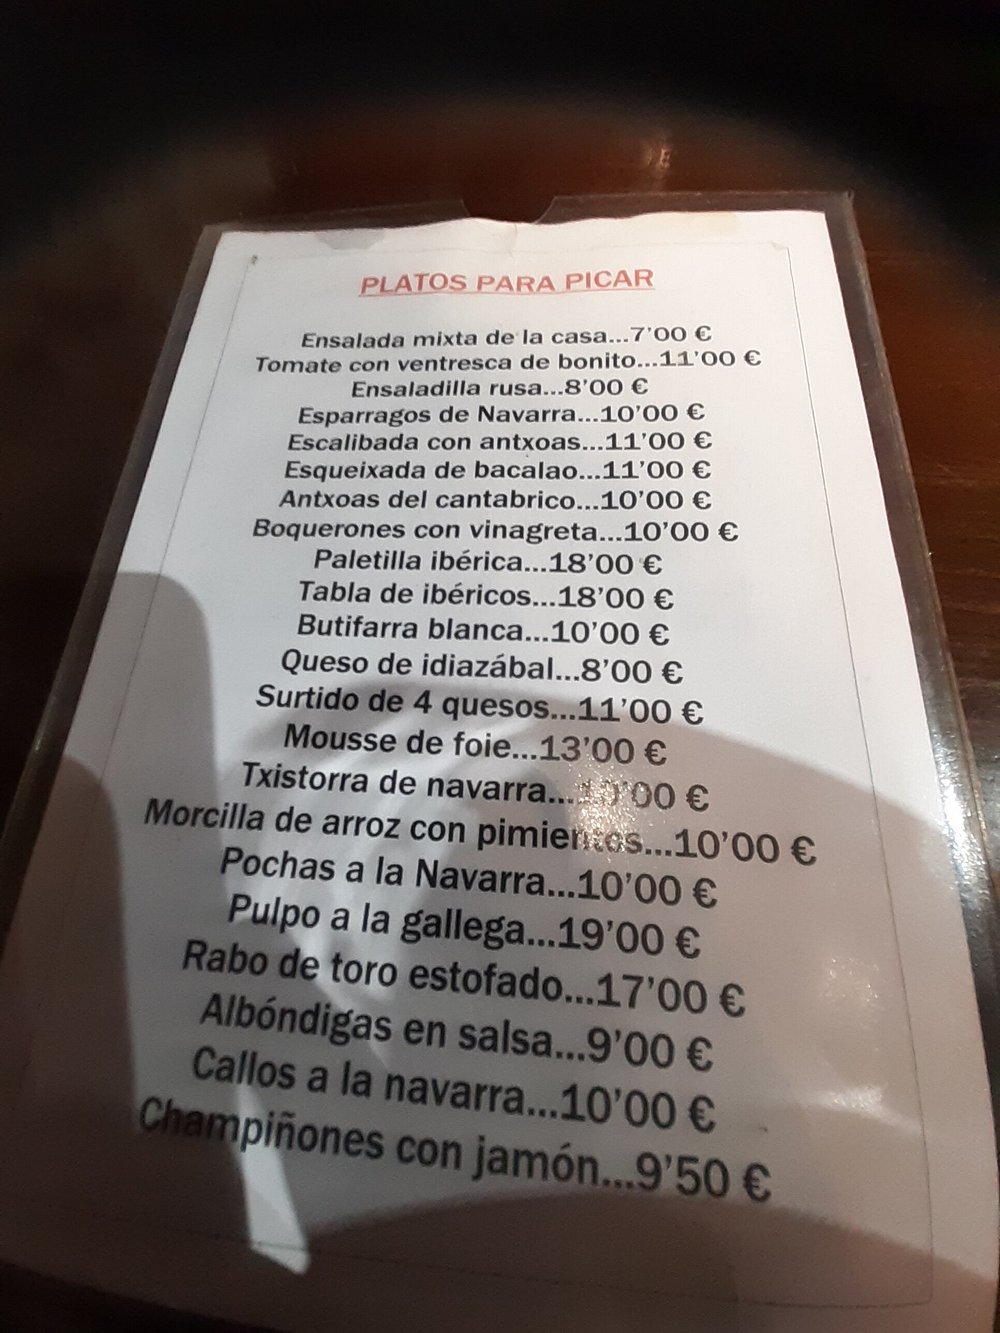 PLATOS PARA PICAR
Ensalada mixta de la casa...7'00 €
Tomate con ventresca de bonito...11'00 €
Ensaladilla rusa...8'00 €
Esparragos de Navarra...10'00 €
Escalibada con antxoas...11'00 €
Esqueixada de bacalao...11'00 €
Antxoas del cantabrico...10'00 €
Boquerones con vinagreta...10'00 €
Paletilla ibérica...18'00 €
Tabla de ibéricos...18'00 €
Butifarra blanca...10'00 €
Queso de idiazábal...8'00 €
Surtido de 4 quesos...11'00 €
Mousse de foie...13'00 €
Txistorra de navarra... €
Morcilla de arroz con pimientos...10'00 €
Pochas a la Navarra...10'00 €
Pulpo a la gallega...19'00 €
Rabo de toro estofado...17'00 €
Albóndigas en salsa...9'00 €
Callos a la navarra...10'00 €
Champiñones con jamón...9'50 €